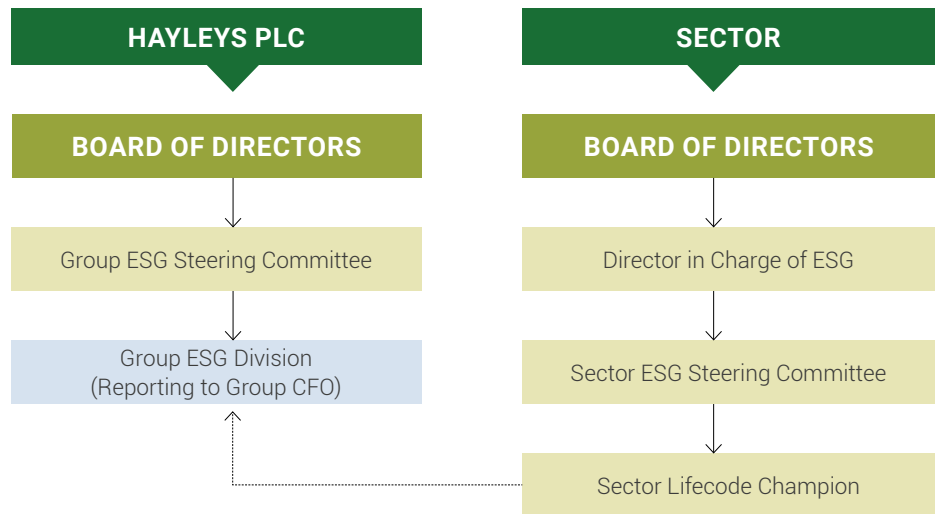 HAYLEYS PLC
BOARD OF DIRECTORS
Group ESG Steering Committee
Group ESG Division
(Reporting to Group CFO)
SECTOR
BOARD OF DIRECTORS
Director in Charge of ESG
Sector ESG Steering Committee
Sector Lifecode Champion